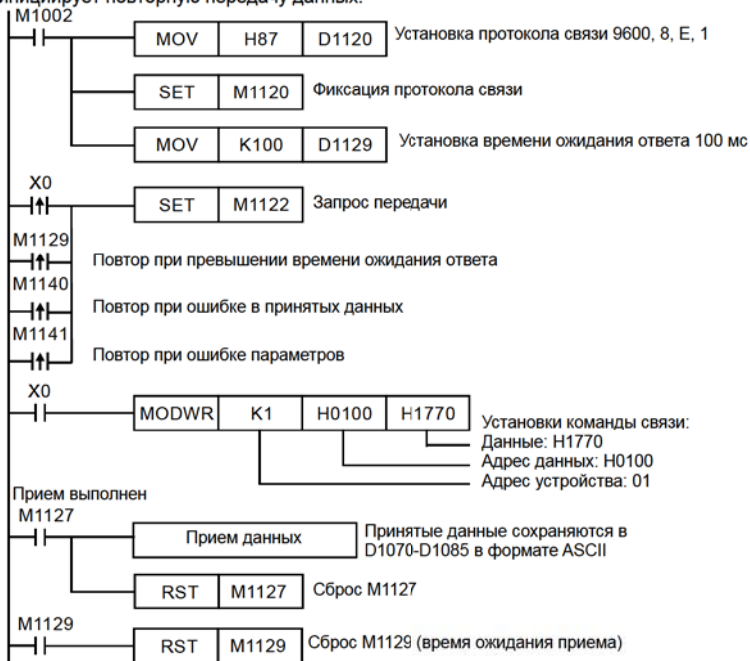 инициирует повторную передачу данных.
M1002
MOV H87 D1120 Установка протокола связи 9600, 8, E, 1
SET M1120 Фиксация протокола связи
MOV K100 D1129 Установка времени ожидания ответа 100 мс
X0
SET M1122 Запрос передачи
M1129
Повтор при превышении времени ожидания ответа
M1140
Повтор при ошибке в принятых данных
M1141
Повтор при ошибке параметров
X0
MODWR K1 H0100 H1770
Установки команды связи:
Данные: H1770
Адрес данных: H0100
Адрес устройства: 01
Прием выполнен
M1127
Прием данных
Принятые данные сохраняются в
D1070-D1085 в формате ASCII
RST M1127 Сброс M1127
M1129
RST M1129 Сброс M1129 (время ожидания приема)